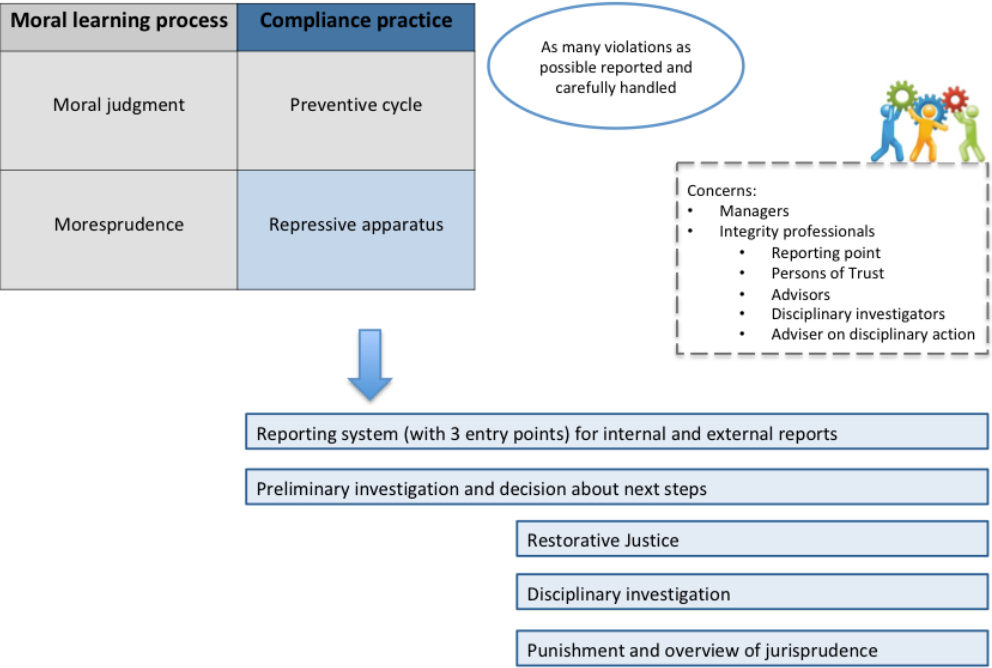 Moral learning process
Compliance practice
Moral judgment
Preventive cycle
Moresprudence
Repressive apparatus
As many violations as
possible reported and
carefully handled
Concerns:
• Managers
• Integrity professionals
• Reporting point
• Persons of Trust
• Advisors
• Disciplinary investigators
• Adviser on disciplinary action
Reporting system (with 3 entry points) for internal and external reports
Preliminary investigation and decision about next steps
Restorative Justice
Disciplinary investigation
Punishment and overview of jurisprudence